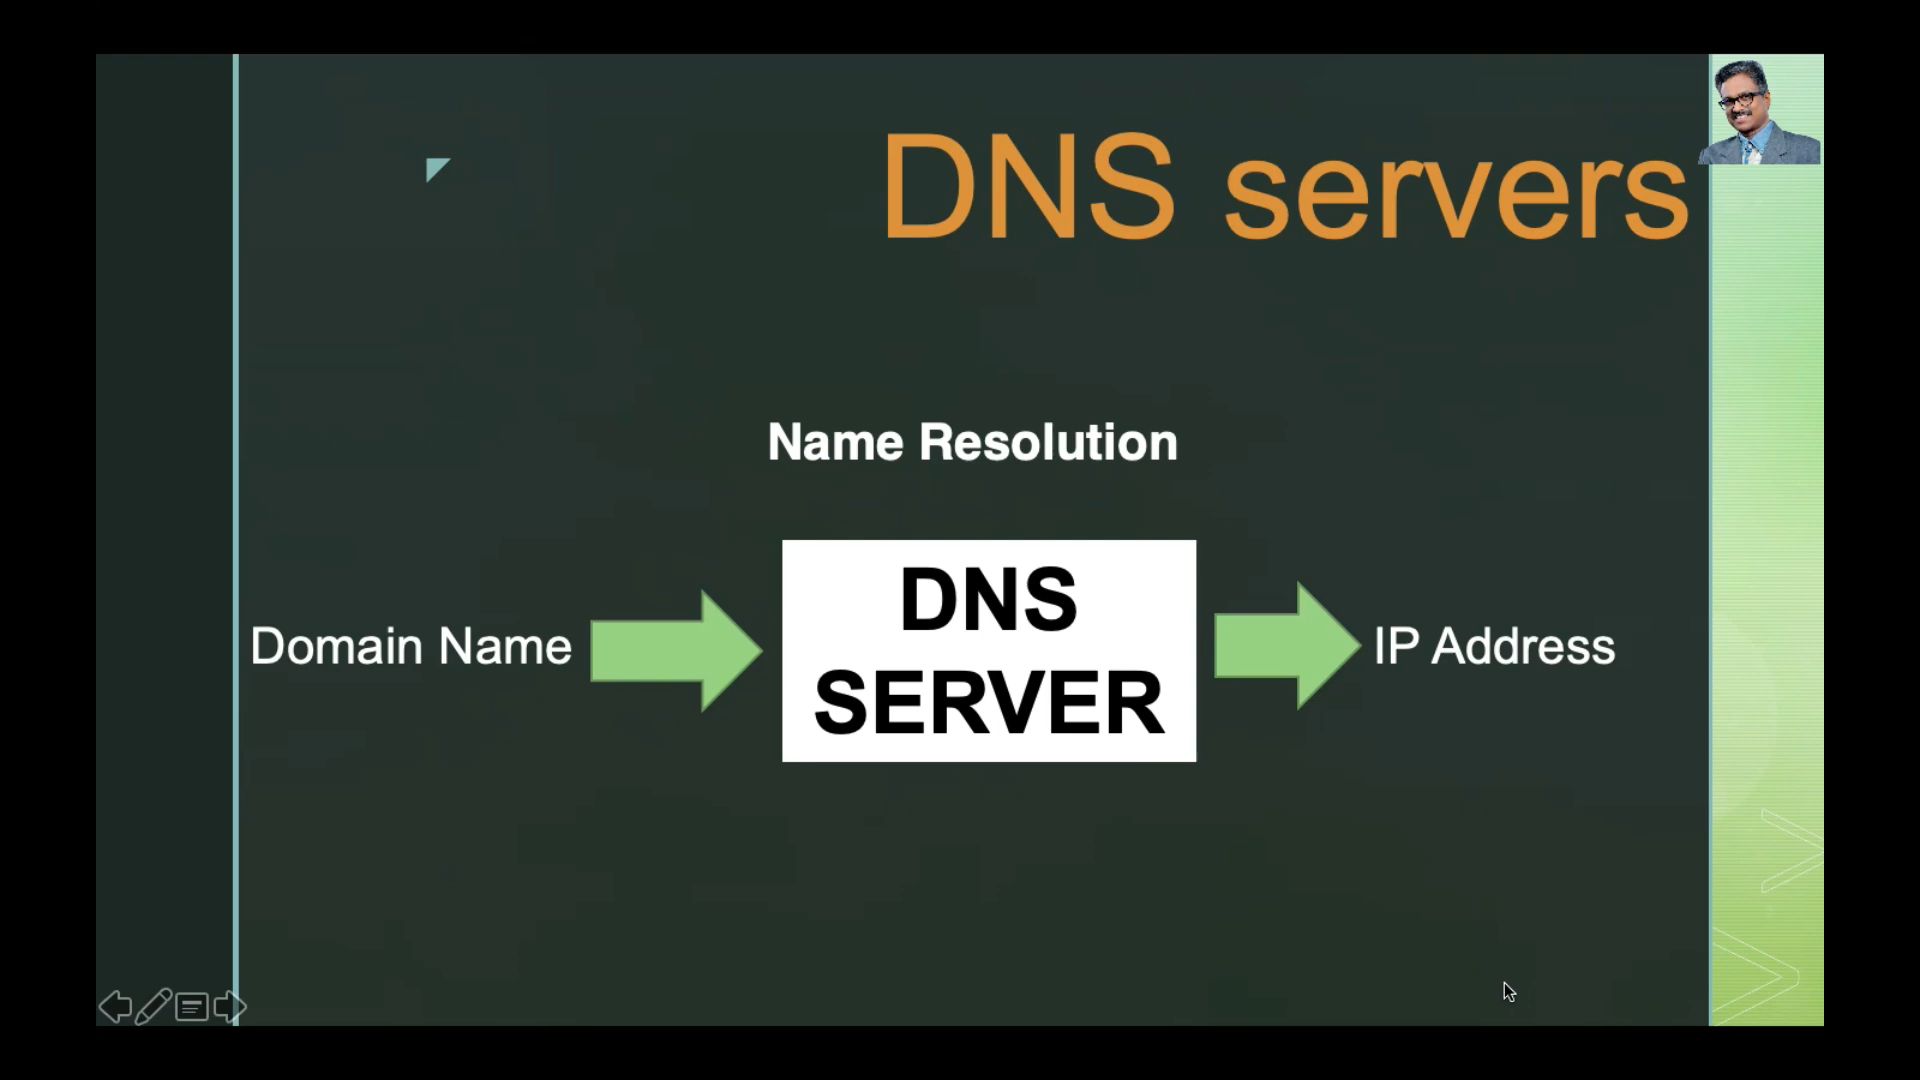 DNS servers
Name Resolution
Domain Name
DNS
SERVER
IP Address